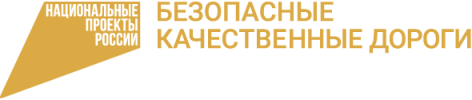 НАЦИОНАЛЬНЫЕ
ПРОЕКТЫ
РОССИИ
БЕЗОПАСНЫЕ
КАЧЕСТВЕННЫЕ ДОРОГИ